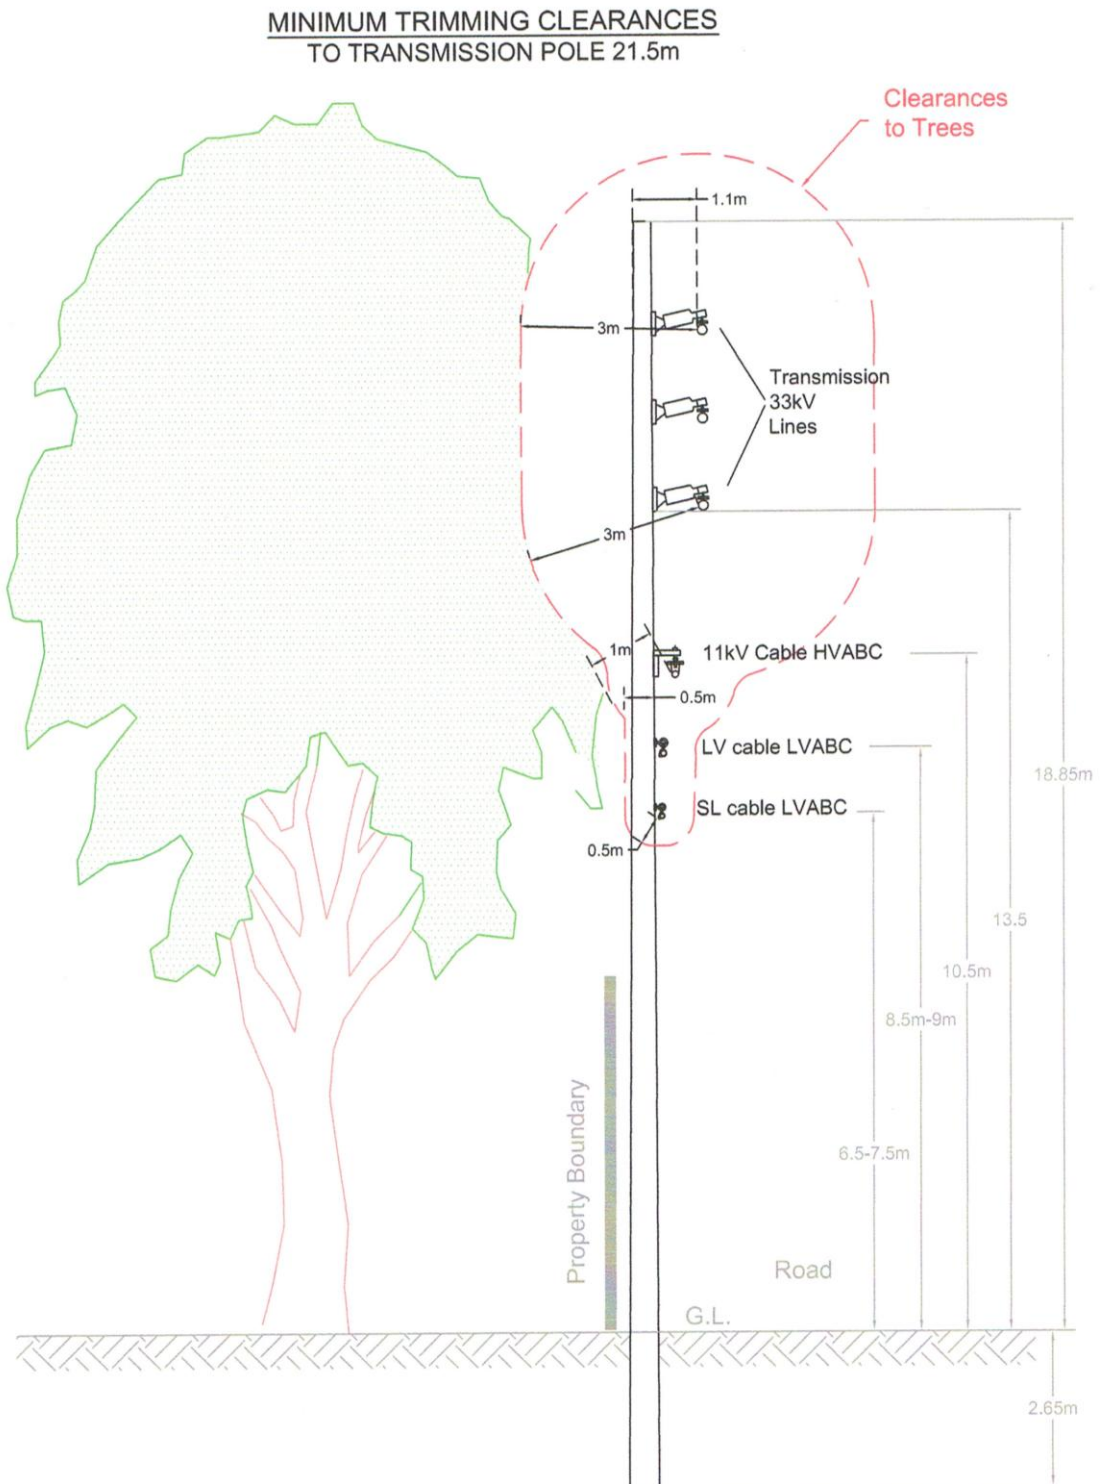 MINIMUM TRIMMING CLEARANCES
TO TRANSMISSION POLE 21.5m
Clearances
to Trees
1.1m
3m
Transmission
33kV
Lines
3m
1m
11kV Cable HVABC
0.5m
LV cable LVABC
18.85m
SL cable LVABC
0.5m
13.5
10.5m
8.5m-9m
6.5-7.5m
Property Boundary
Road
G.L.
2.65m